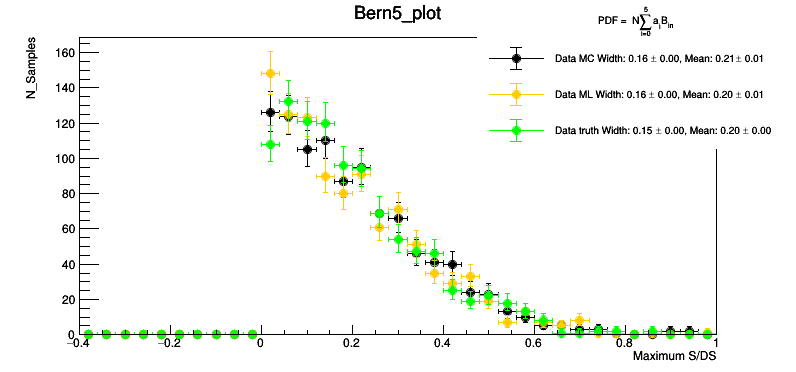 Bern5_plot
5
PDF = N∑ a_i B_in
i=0
Data MC Width: 0.16 ± 0.00, Mean: 0.21± 0.01
Data ML Width: 0.16 ± 0.00, Mean: 0.20 ± 0.01
Data truth Width: 0.15 ± 0.00, Mean: 0.20 ± 0.00
N_Samples
160
140
120
100
80
60
40
20
0
−0.4 −0.2 0 0.2 0.4 0.6 0.8 1
Maximum S/DS